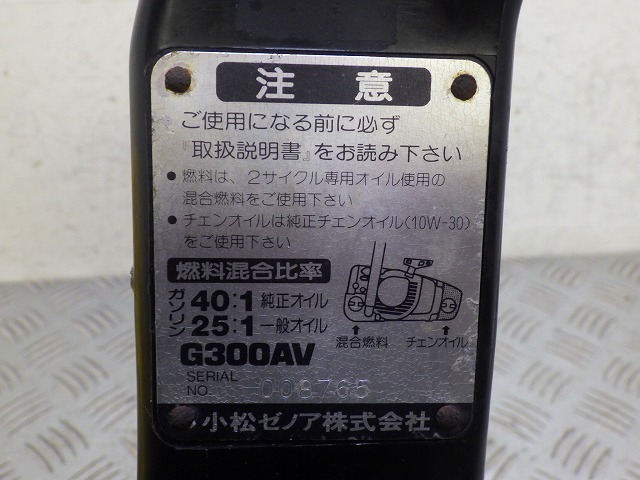 注意
ご使用になる前に必ず
『取扱説明書』をお読み下さい
● 燃料は、2サイクル専用オイル使用の
混合燃料をご使用下さい
● チェンオイルは純正チェンオイル(10W-30)
をご使用下さい
燃料混合比率
ガソリン
40:1 純正オイル
25:1 一般オイル
混合燃料 チェンオイル
G300AV
SERIAL
NO. 008765
小松ゼノア株式会社